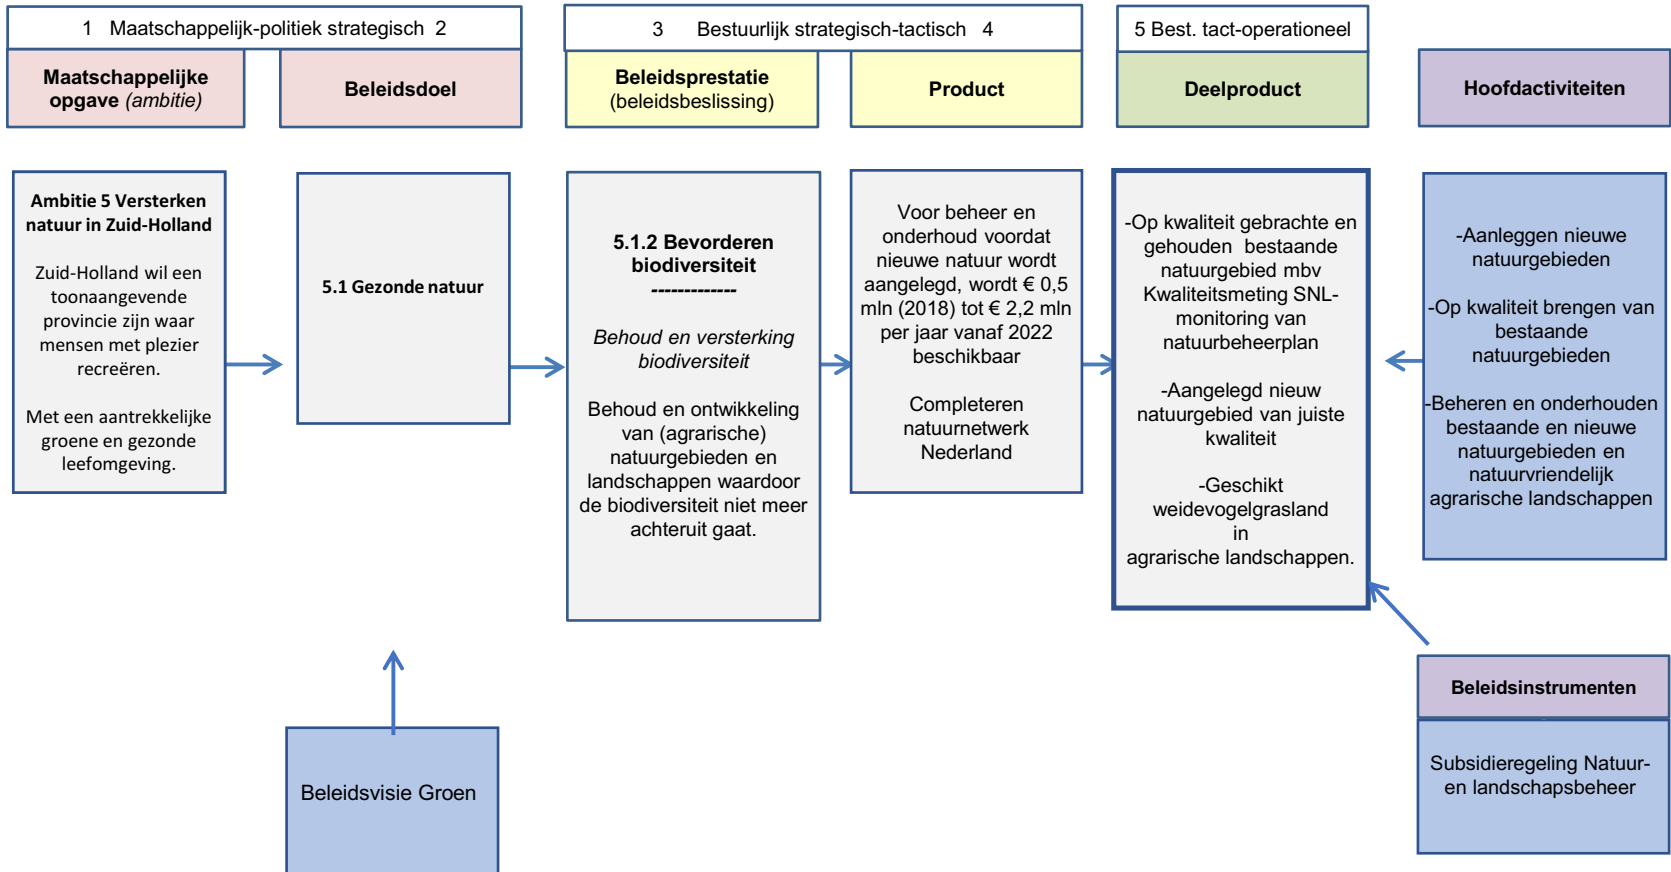 1 Maatschappelijk-politiek strategisch 2
3 Bestuurlijk strategisch-tactisch 4
5 Best. tact-operationeel
Maatschappelijke
opgave (ambitie)
Beleidsdoel
Beleidsprestatie
(beleidsbeslissing)
Product
Deelproduct
Hoofdactiviteiten
Ambitie 5 Versterken
natuur in Zuid-Holland
Zuid-Holland wil een
toonaangevende
provincie zijn waar
mensen met plezier
recreëren.
Met een aantrekkelijke
groene en gezonde
leefomgeving.
5.1 Gezonde natuur
5.1.2 Bevorderen
biodiversiteit
-------------
Behoud en versterking
biodiversiteit
Behoud en ontwikkeling
van (agrarische)
natuurgebieden en
landschappen waardoor
de biodiversiteit niet meer
achteruit gaat.
Voor beheer en
onderhoud voordat
nieuwe natuur wordt
aangelegd, wordt € 0,5
mln (2018) tot € 2,2 mln
per jaar vanaf 2022
beschikbaar
Completeren
natuurnetwerk
Nederland
-Op kwaliteit gebrachte en
gehouden bestaande
natuurgebied mbv
Kwaliteitsmeting SNL-
monitoring van
natuurbeheerplan
-Aangelegd nieuw
natuurgebied van juiste
kwaliteit
-Geschikt
weidevogelgrasland
in
agrarische landschappen.
-Aanleggen nieuwe
natuurgebieden
-Op kwaliteit brengen van
bestaande
natuurgebieden
-Beheren en onderhouden
bestaande en nieuwe
natuurgebieden en
natuurvriendelijk
agrarische landschappen
Beleidsvisie Groen
Beleidsinstrumenten
Subsidieregeling Natuur-
en landschapsbeheer